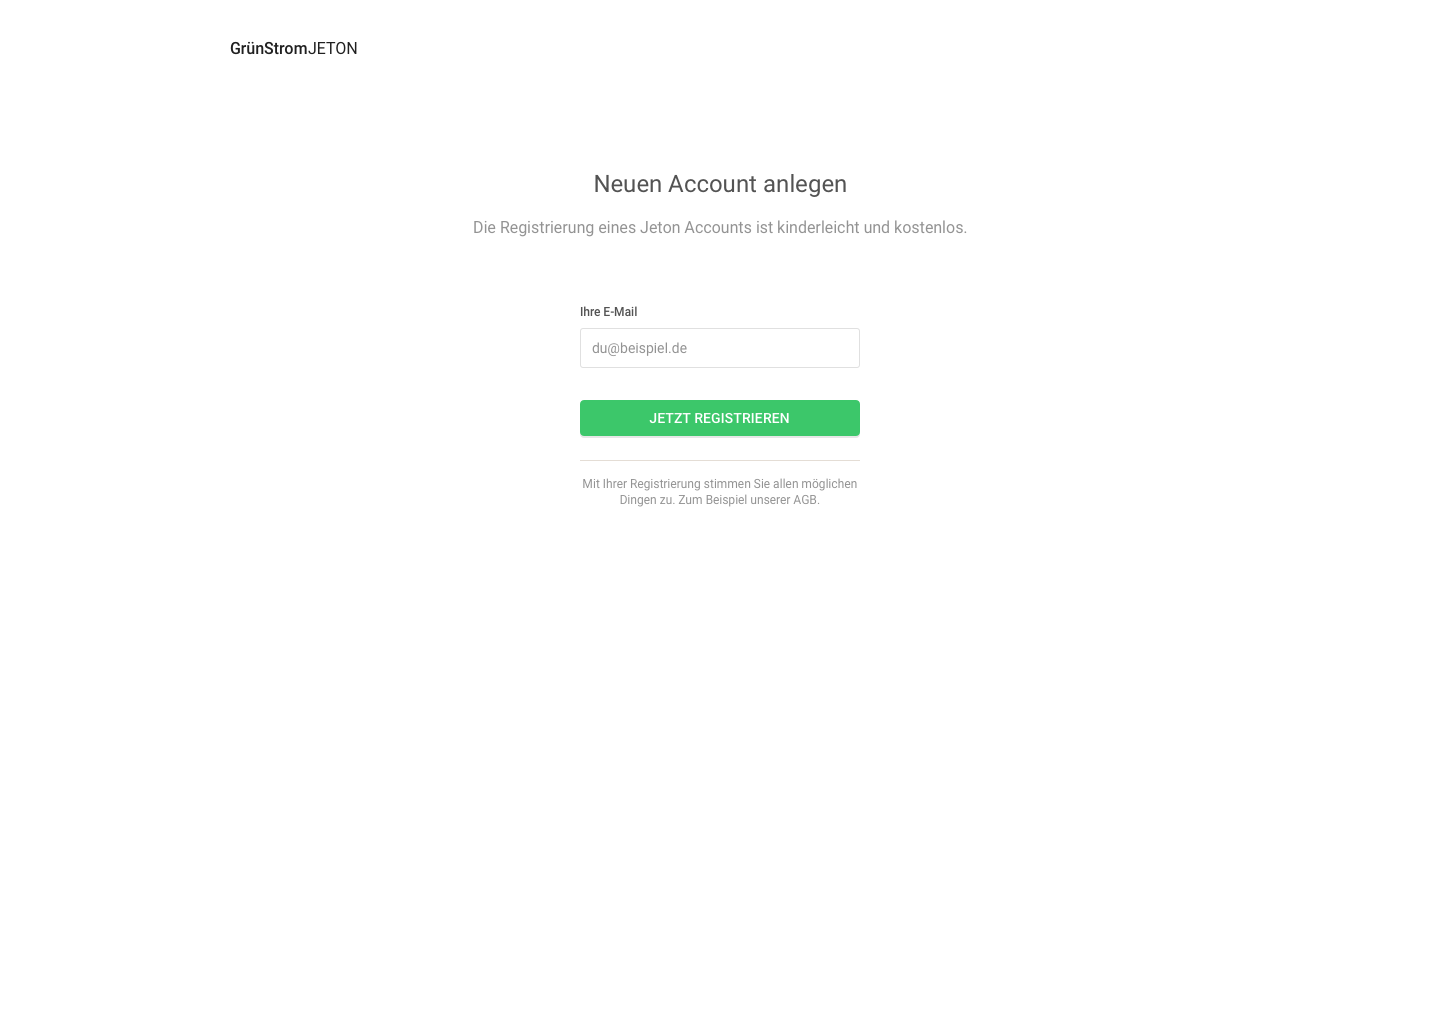 GrünStromJETON
Neuen Account anlegen
Die Registrierung eines Jeton Accounts ist kinderleicht und kostenlos.
Ihre E-Mail
du@beispiel.de
JETZT REGISTRIEREN
Mit Ihrer Registrierung stimmen Sie allen möglichen
Dingen zu. Zum Beispiel unserer AGB.